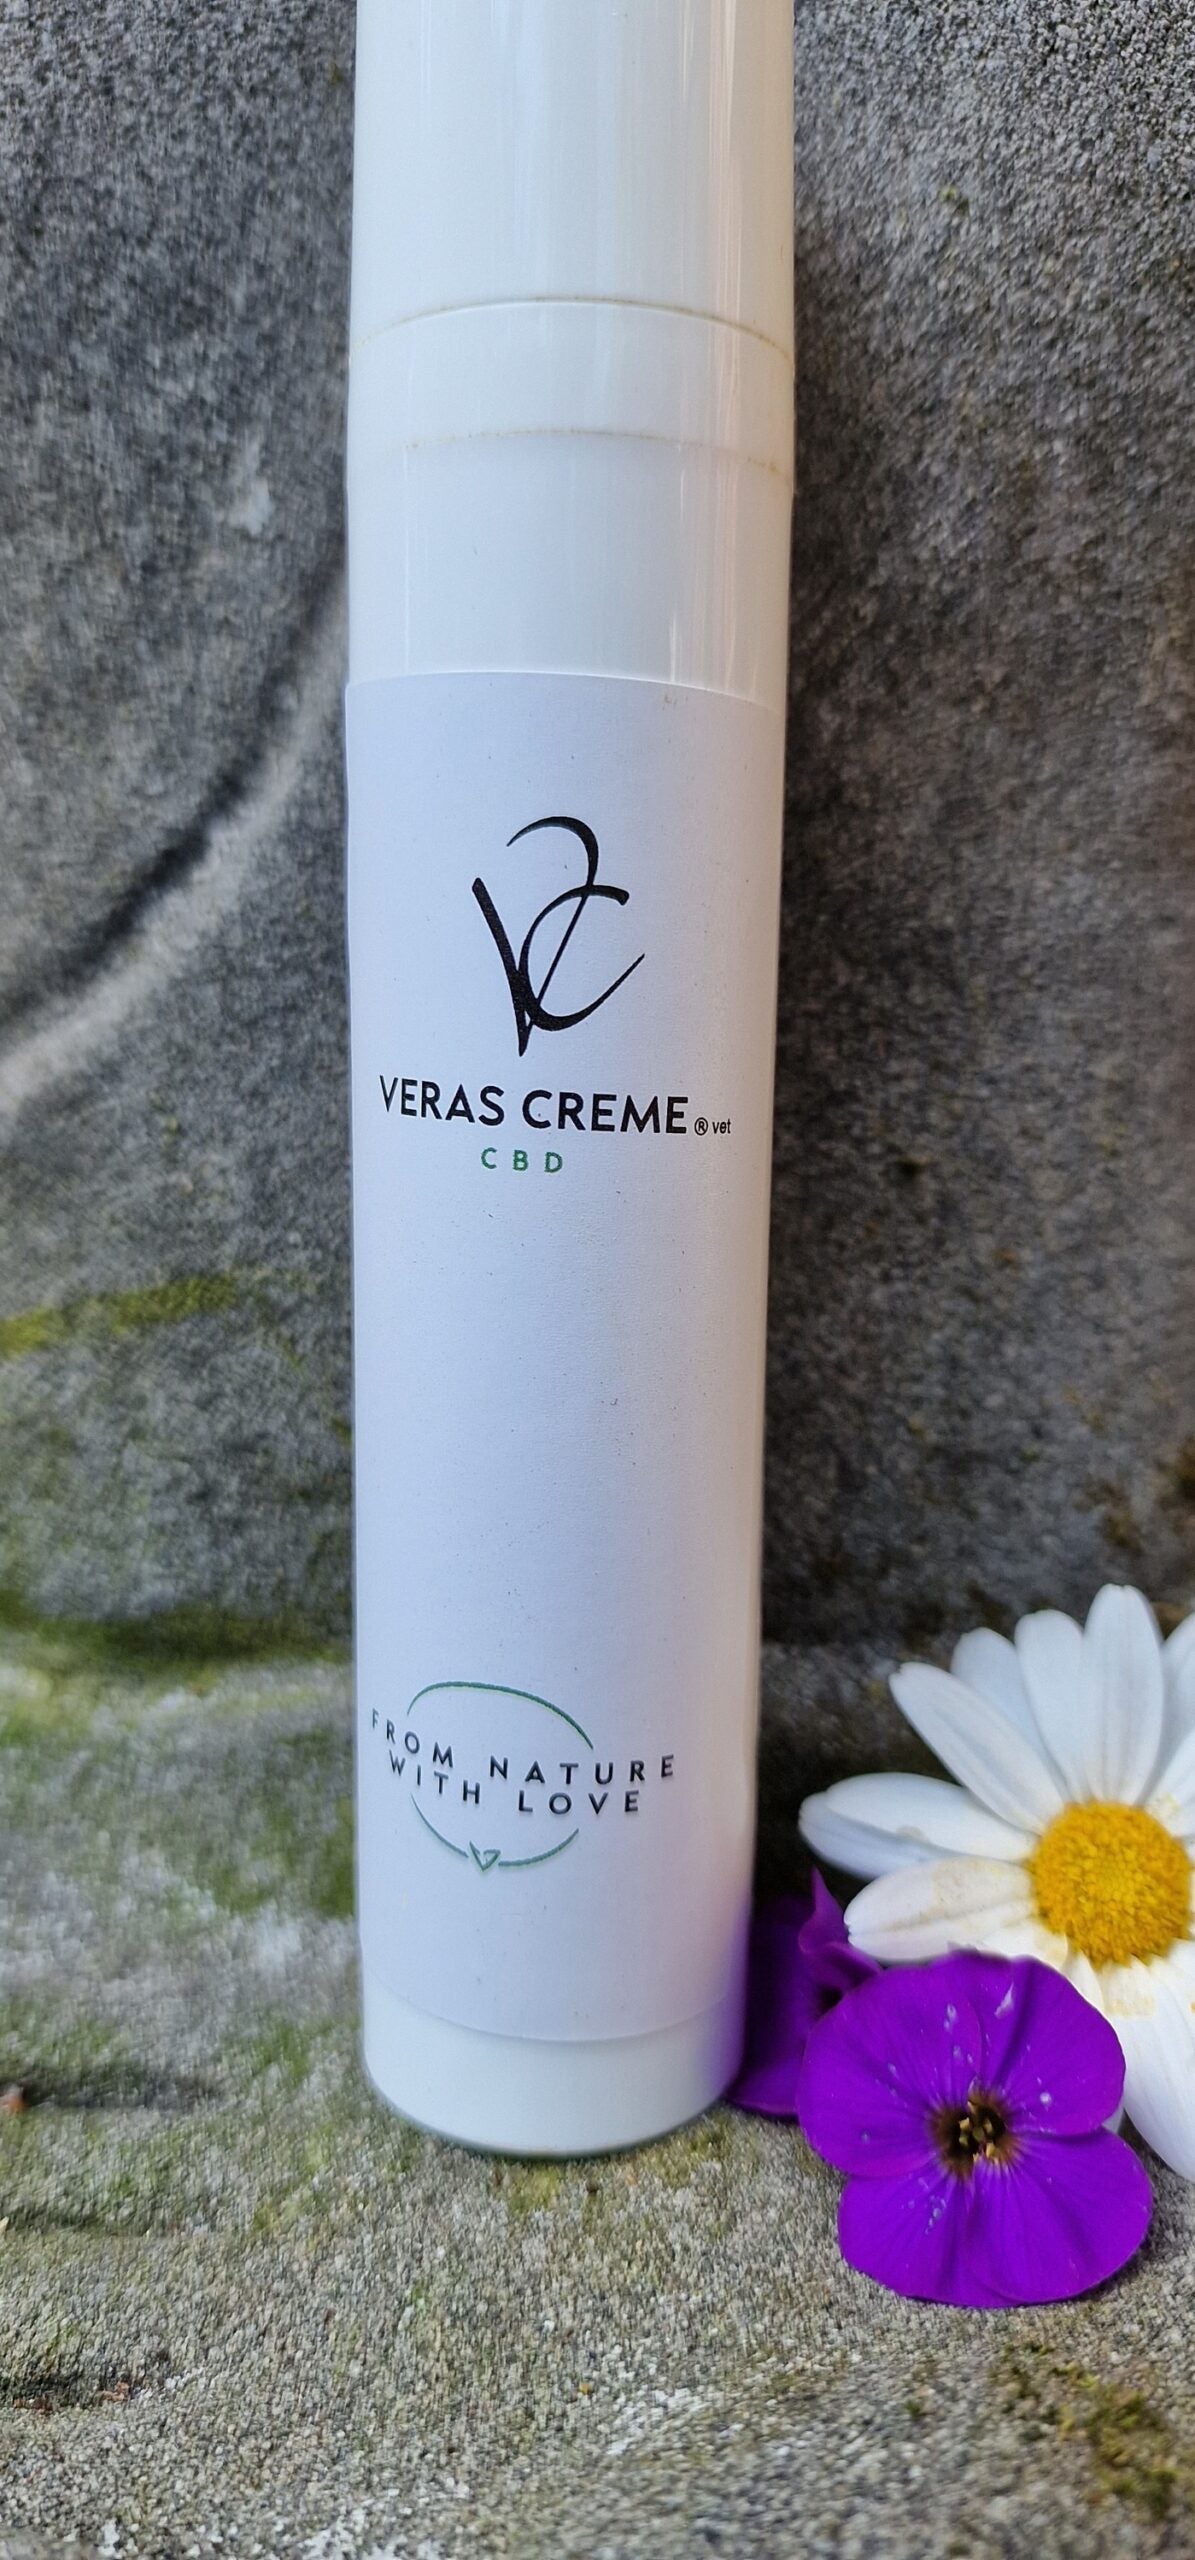 VC
VERAS CREME® vet
CBD
FROM NATURE
WITH LOVE